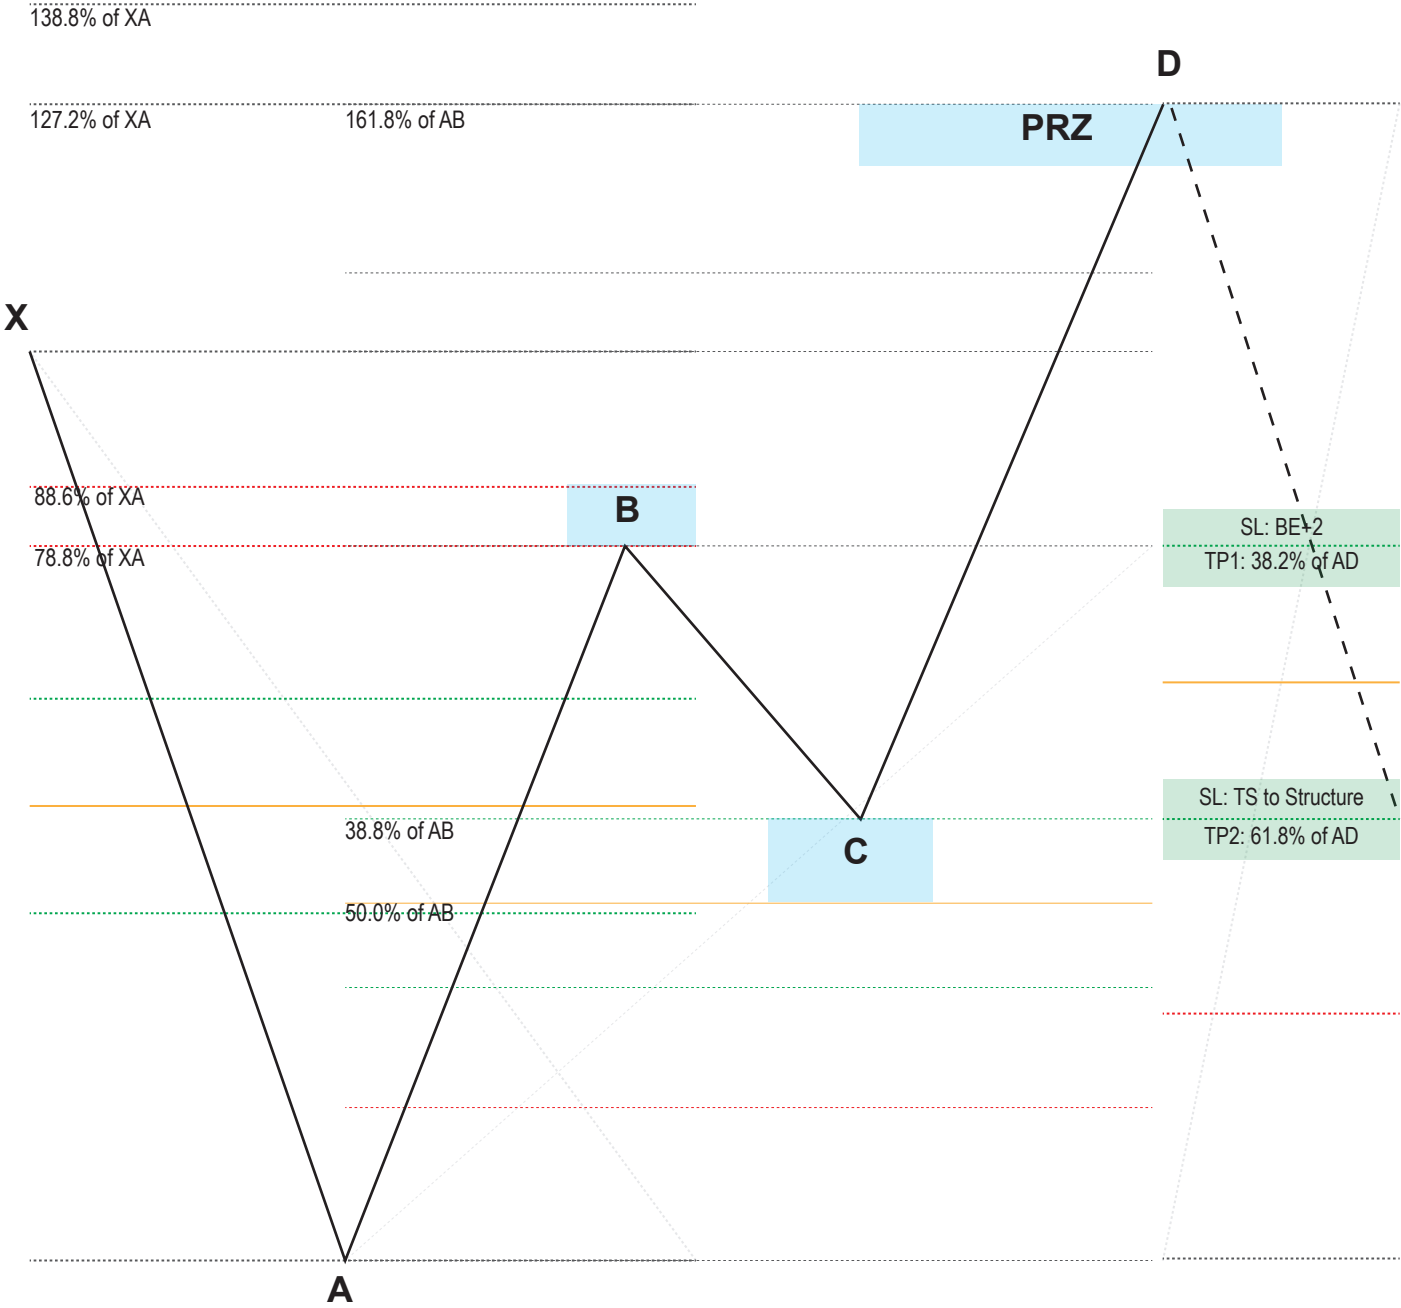 138.8% of XA
D
127.2% of XA
161.8% of AB
PRZ
X
88.6% of XA
B
SL: BE+2
78.8% of XA
TP1: 38.2% of AD
SL: TS to Structure
38.8% of AB
TP2: 61.8% of AD
C
50.0% of AB
A